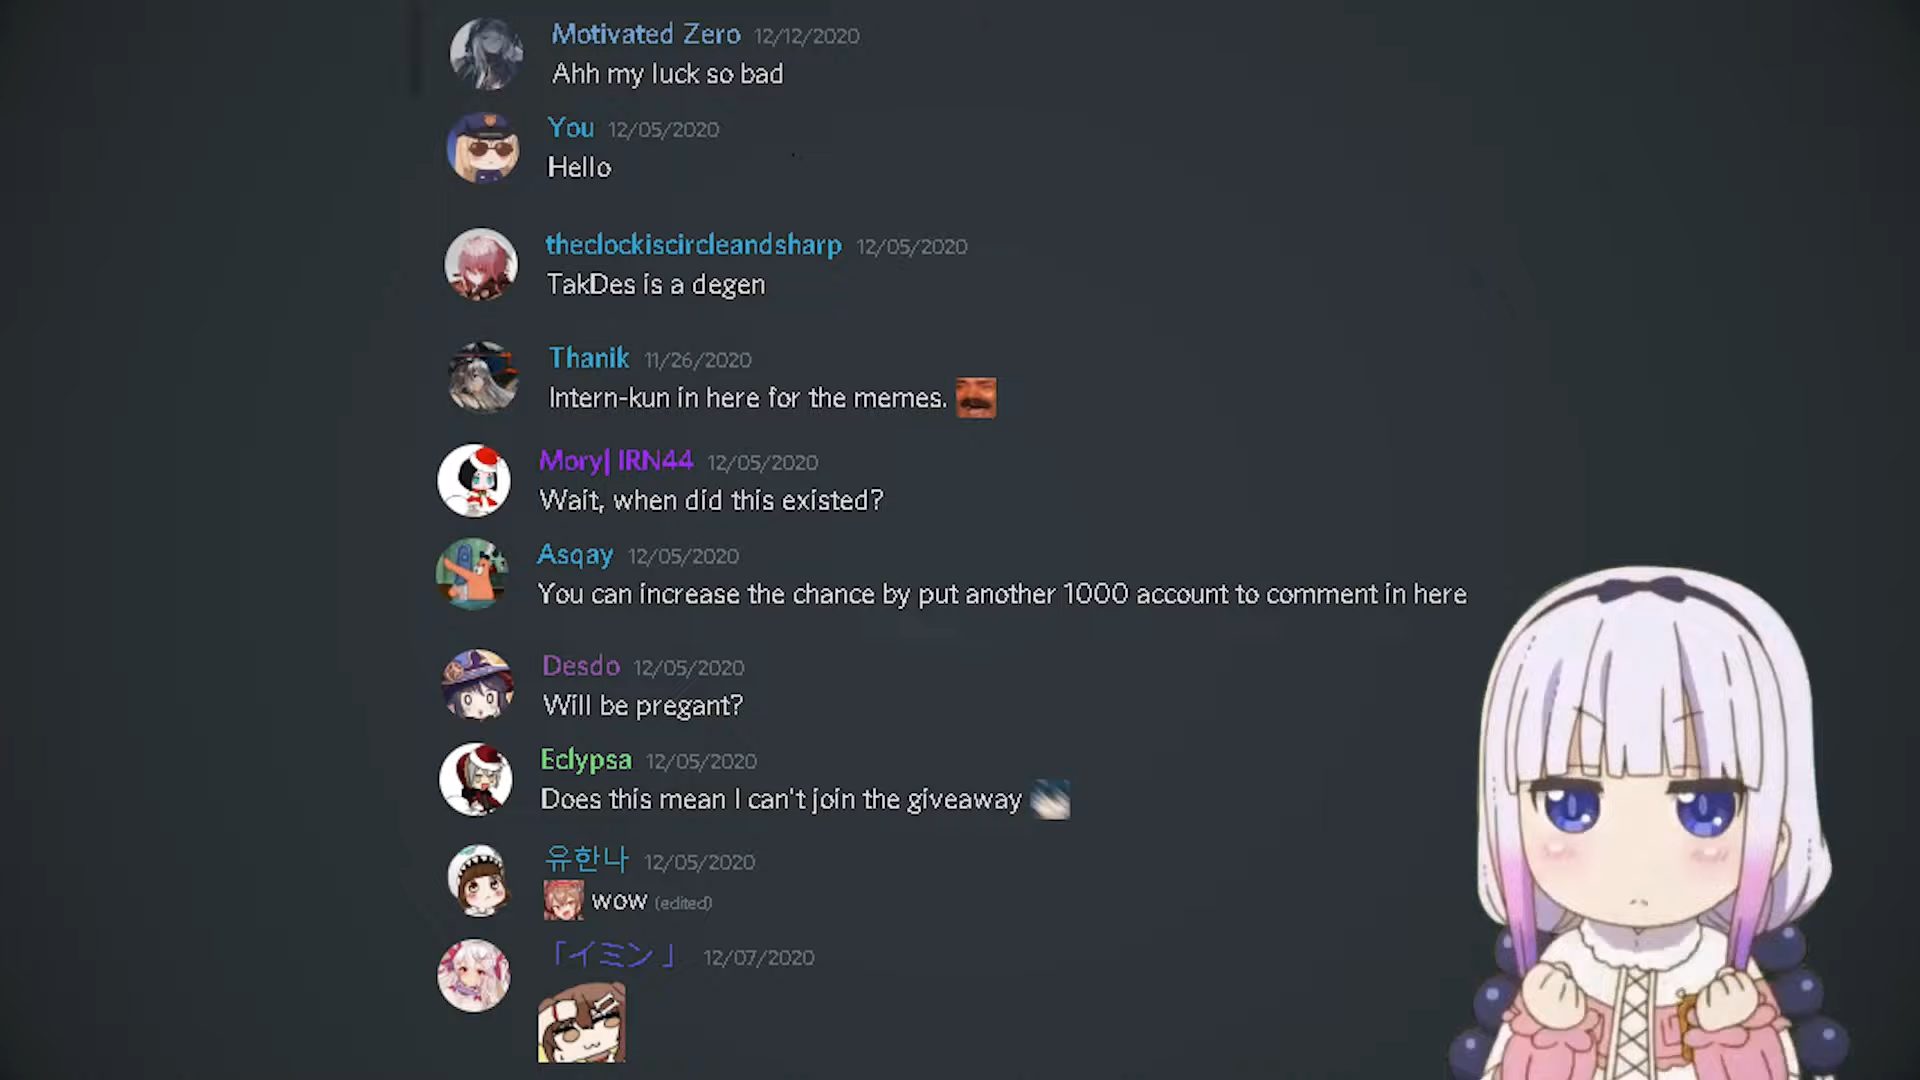 Motivated Zero 12/12/2020
Ahh my luck so bad
You 12/05/2020
Hello
theclockiscircleandsharp 12/05/2020
TakDes is a degen
Thanik 11/26/2020
Intern-kun in here for the memes.
Mory| IRN44 12/05/2020
Wait, when did this existed?
Asqay 12/05/2020
You can increase the chance by put another 1000 account to comment in here
Desdo 12/05/2020
Will be pregant?
Eclypsa 12/05/2020
Does this mean I can't join the giveaway
유한나 12/05/2020
wow (edited)
「イミン 」 12/07/2020